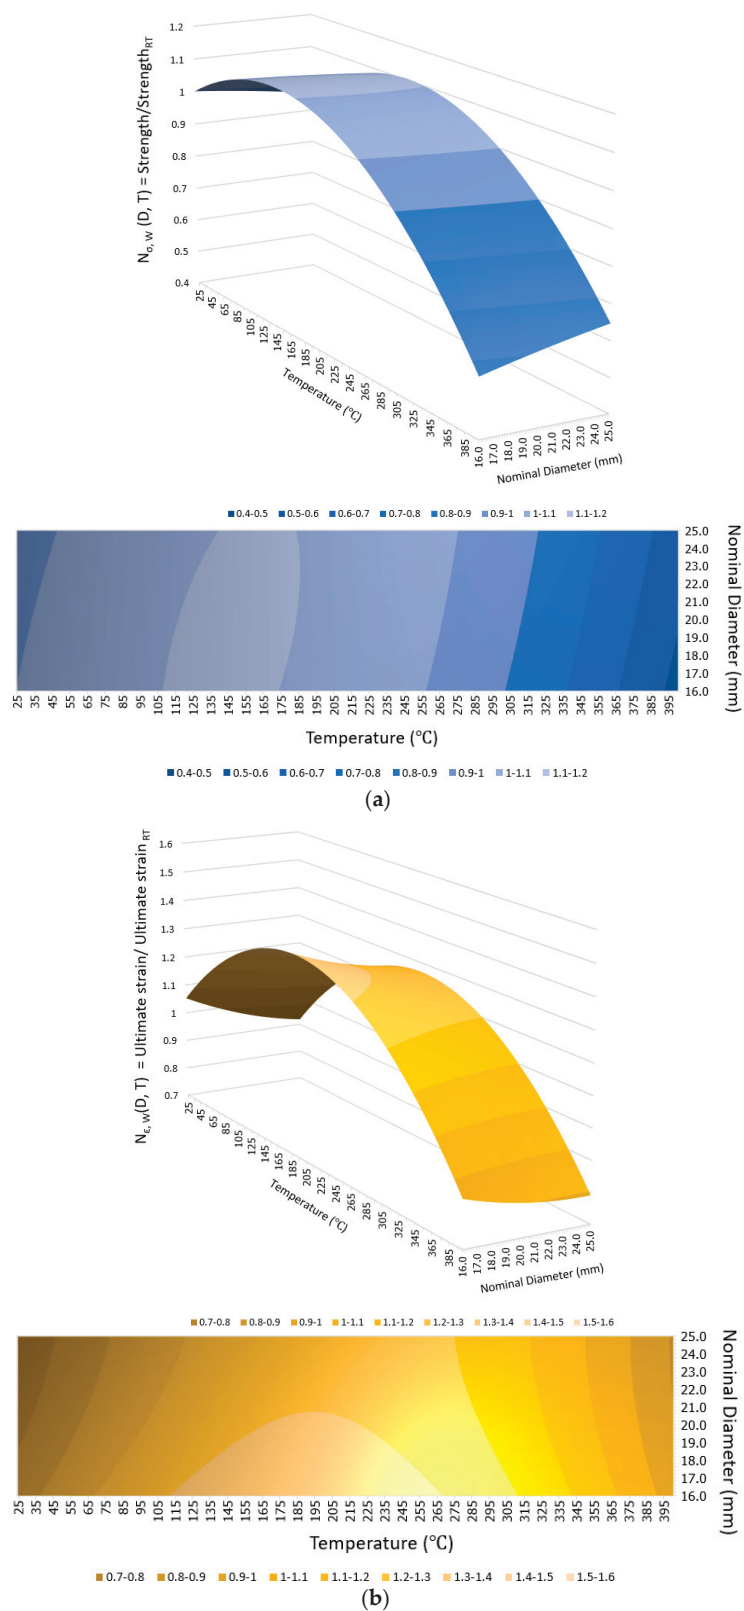 1.2
1.1
1
0.9
0.8
0.7
0.6
0.5
0.4
Nσ, W (D, T) = Strength/StrengthRT
25 45 65 85 105 125 145 165 185 205 225 245 265 285 305 325 345 365 385
Temperature (°C)
16.0 17.0 18.0 19.0 20.0 21.0 22.0 23.0 24.0 25.0
Nominal Diameter (mm)
0.4-0.5 0.5-0.6 0.6-0.7 0.7-0.8 0.8-0.9 0.9-1 1-1.1 1.1-1.2
25.0
24.0
23.0
22.0
21.0
20.0
19.0
18.0
17.0
16.0
Nominal Diameter (mm)
25 35 45 55 65 75 85 95 105 115 125 135 145 155 165 175 185 195 205 215 225 235 245 255 265 275 285 295 305 315 325 335 345 355 365 375 385 395
Temperature (°C)
0.4-0.5 0.5-0.6 0.6-0.7 0.7-0.8 0.8-0.9 0.9-1 1-1.1 1.1-1.2
(a)
1.6
1.5
1.4
1.3
1.2
1.1
1
0.9
0.8
0.7
Nε, W(D, T) = Ultimate strain/ Ultimate strain RT
25 45 65 85 105 125 145 165 185 205 225 245 265 285 305 325 345 365 385
Temperature (°C)
16.0 17.0 18.0 19.0 20.0 21.0 22.0 23.0 24.0 25.0
Nominal Diameter (mm)
0.7-0.8 0.8-0.9 0.9-1 1-1.1 1.1-1.2 1.2-1.3 1.3-1.4 1.4-1.5 1.5-1.6
25.0
24.0
23.0
22.0
21.0
20.0
19.0
18.0
17.0
16.0
Nominal Diameter (mm)
25 35 45 55 65 75 85 95 105 115 125 135 145 155 165 175 185 195 205 215 225 235 245 255 265 275 285 295 305 315 325 335 345 355 365 375 385 395
Temperature (°C)
0.7-0.8 0.8-0.9 0.9-1 1-1.1 1.1-1.2 1.2-1.3 1.3-1.4 1.4-1.5 1.5-1.6
(b)